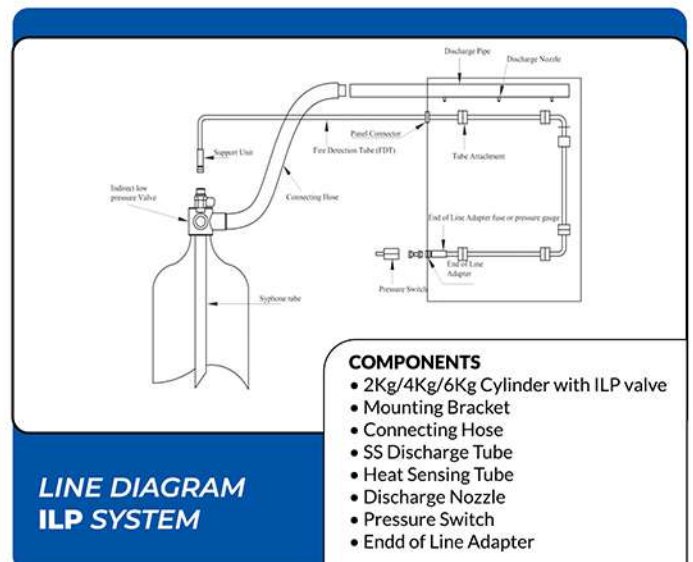 Discharge Pipe
Discharge Nozzle
Panel Connector
Support Unit
Fire Detection Tube (FDT)
Tube Attachment
Indirect low
pressure Valve
Connecting Hose
End of Line Adapter fuse or pressure gauge
End of Line
Adapter
Pressure Switch
Syphone tube
COMPONENTS
• 2Kg/4Kg/6Kg Cylinder with ILP valve
• Mounting Bracket
• Connecting Hose
• SS Discharge Tube
• Heat Sensing Tube
• Discharge Nozzle
• Pressure Switch
• Endd of Line Adapter
LINE DIAGRAM
ILP SYSTEM